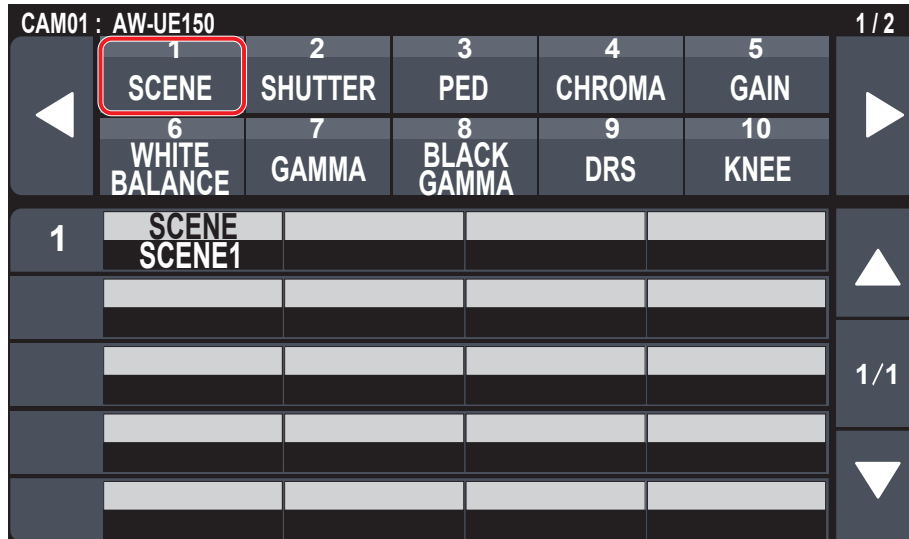 CAM01 : AW-UE150 1 / 2
1 2 3 4 5
SCENE SHUTTER PED CHROMA GAIN
6 7 8 9 10
WHITE BALANCE GAMMA BLACK GAMMA DRS KNEE
1 SCENE
SCENE1
1/1